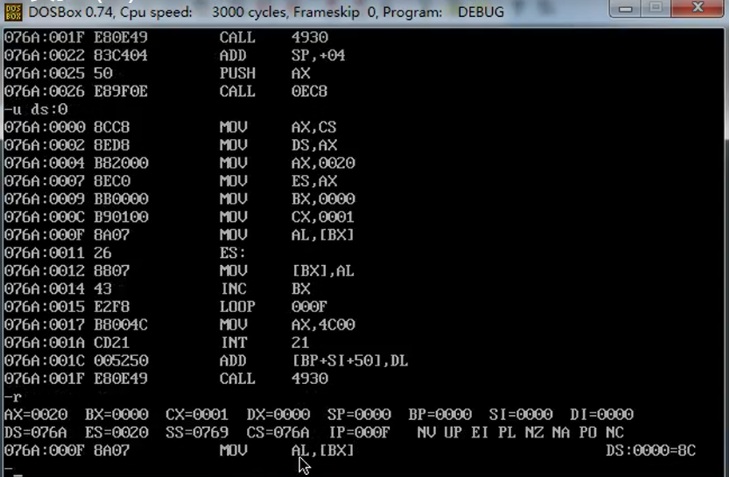 DOSBox 0.74, Cpu speed:    3000 cycles, Frameskip  0, Program:   DEBUG
076A:001F E80E49        CALL    4930
076A:0022 83C404        ADD     SP,+04
076A:0025 50            PUSH    AX
076A:0026 E89F0E        CALL    0EC8
-u ds:0
076A:0000 8CC8          MOV     AX,CS
076A:0002 8ED8          MOV     DS,AX
076A:0004 B82000        MOV     AX,0020
076A:0007 8EC0          MOV     ES,AX
076A:0009 BB0000        MOV     BX,0000
076A:000C B90100        MOV     CX,0001
076A:000F 8A07          MOV     AL,[BX]
076A:0011 26            ES:
076A:0012 8807          MOV     [BX],AL
076A:0014 43            INC     BX
076A:0015 E2F8          LOOP    000F
076A:0017 B8004C        MOV     AX,4C00
076A:001A CD21          INT     21
076A:001C 005250        ADD     [BP+SI+50],DL
076A:001F E80E49        CALL    4930
-r
AX=0020  BX=0000  CX=0001  DX=0000  SP=0000  BP=0000  SI=0000  DI=0000
DS=076A  ES=0020  SS=0769  CS=076A  IP=000F   NV UP EI PL NZ NA PO NC
076A:000F 8A07          MOV     AL,[BX]                            DS:0000=8C
-